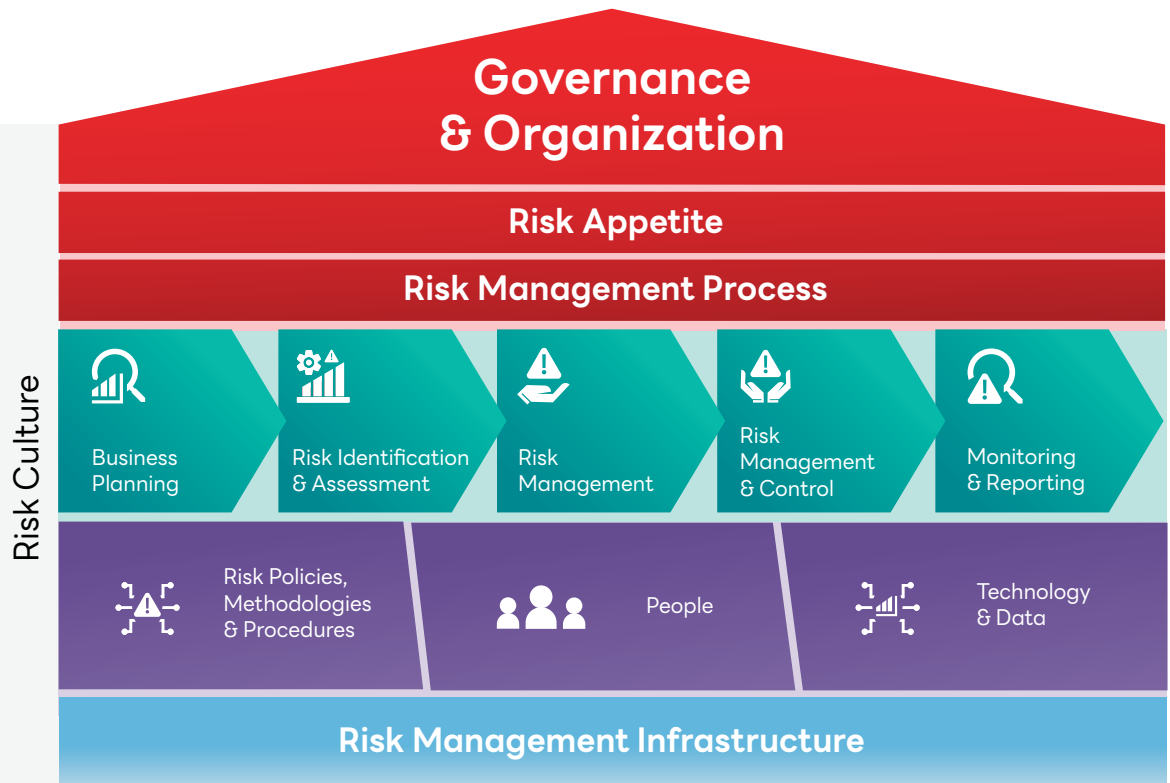 Governance
& Organization
Risk Appetite
Risk Management Process
Risk Culture
Business
Planning
Risk Identification
& Assessment
Risk
Management
Risk
Management
& Control
Monitoring
& Reporting
Risk Policies,
Methodologies
& Procedures
People
Technology
& Data
Risk Management Infrastructure